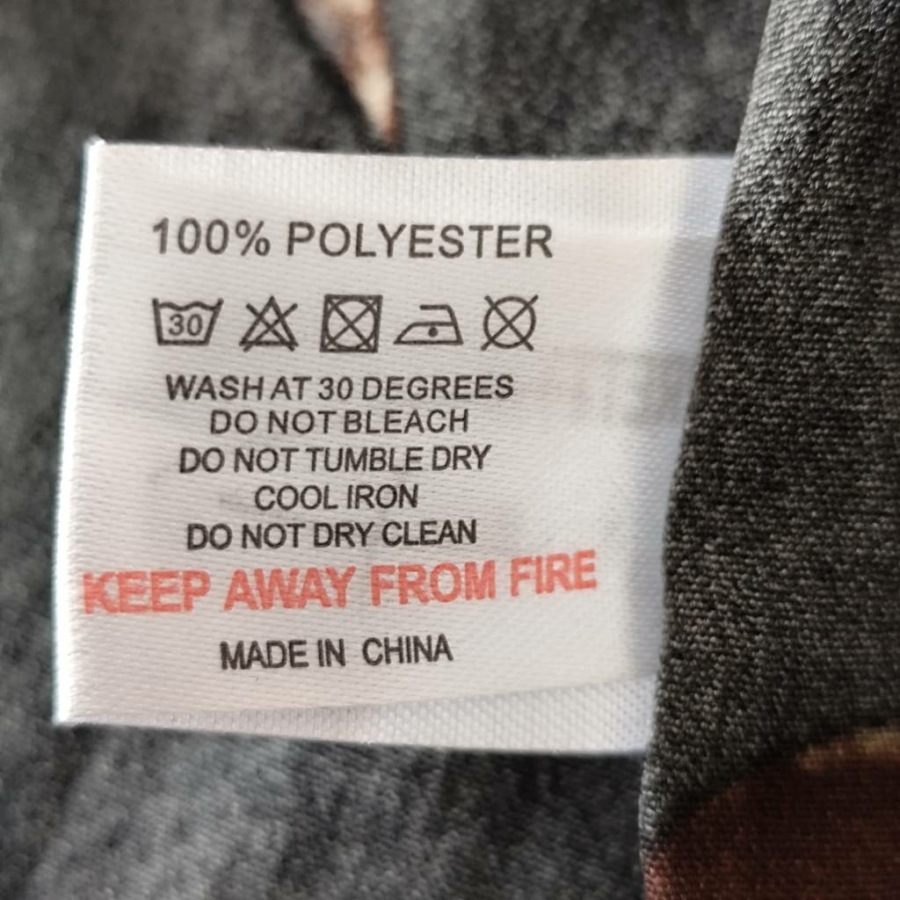 100% POLYESTER
30
WASH AT 30 DEGREES
DO NOT BLEACH
DO NOT TUMBLE DRY
COOL IRON
DO NOT DRY CLEAN
KEEP AWAY FROM FIRE
MADE IN CHINA